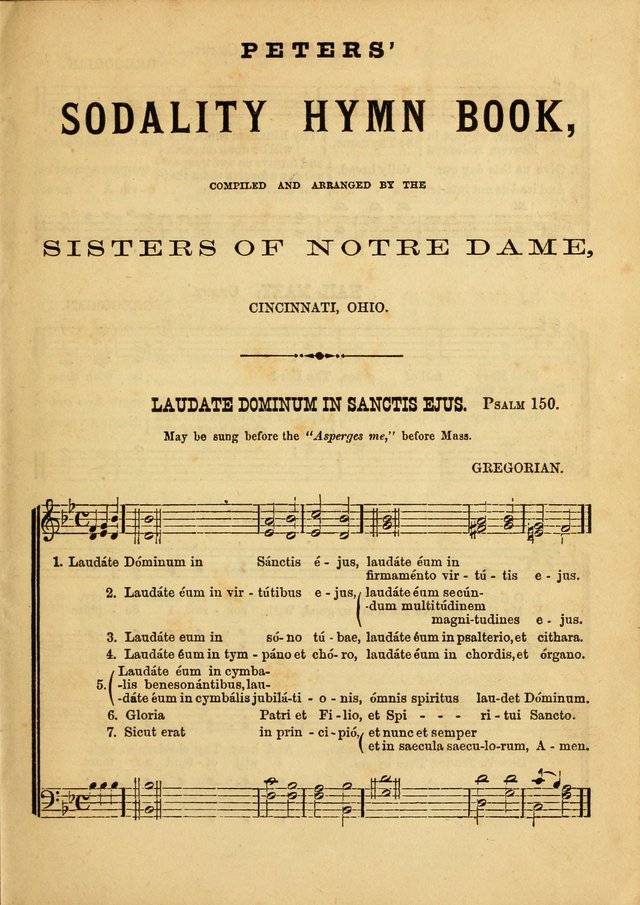 PETERS'
SODALITY HYMN BOOK,
COMPILED AND ARRANGED BY THE
SISTERS OF NOTRE DAME,
CINCINNATI, OHIO.
LAUDATE DOMINUM IN SANCTIS EJUS. PSALM 150.
May be sung before the "Asperges me," before Mass.
GREGORIAN.
1. Laudáte Dóminum in Sánctis é - jus, laudáte éum in
firmaménto vir - tú - tis e - jus.
2. Laudáte éum in vir - tútibus e - jus, laudáte éum secún-
-dum multitúdinem
magni - tudines e - jus.
3. Laudáte eum in só - no tú - bae, laudáte éum in psalterio, et cithara.
4. Laudáte éum in tym - páno et chó - ro, laudáte éum in chordis, et órgano.
Laudáte éum in cymba-
5. -lis benesonántibus, lau-
-dáte éum in cymbális jubiláti - o - nis, ómnis spiritus lau - det Dóminum.
6. Gloria Patri et Fi - lio, et Spi - - - ri - tui Sancto.
7. Sicut erat in prin - cipió, et nunc et semper
et in saecula saecu - lo - rum, A - men.